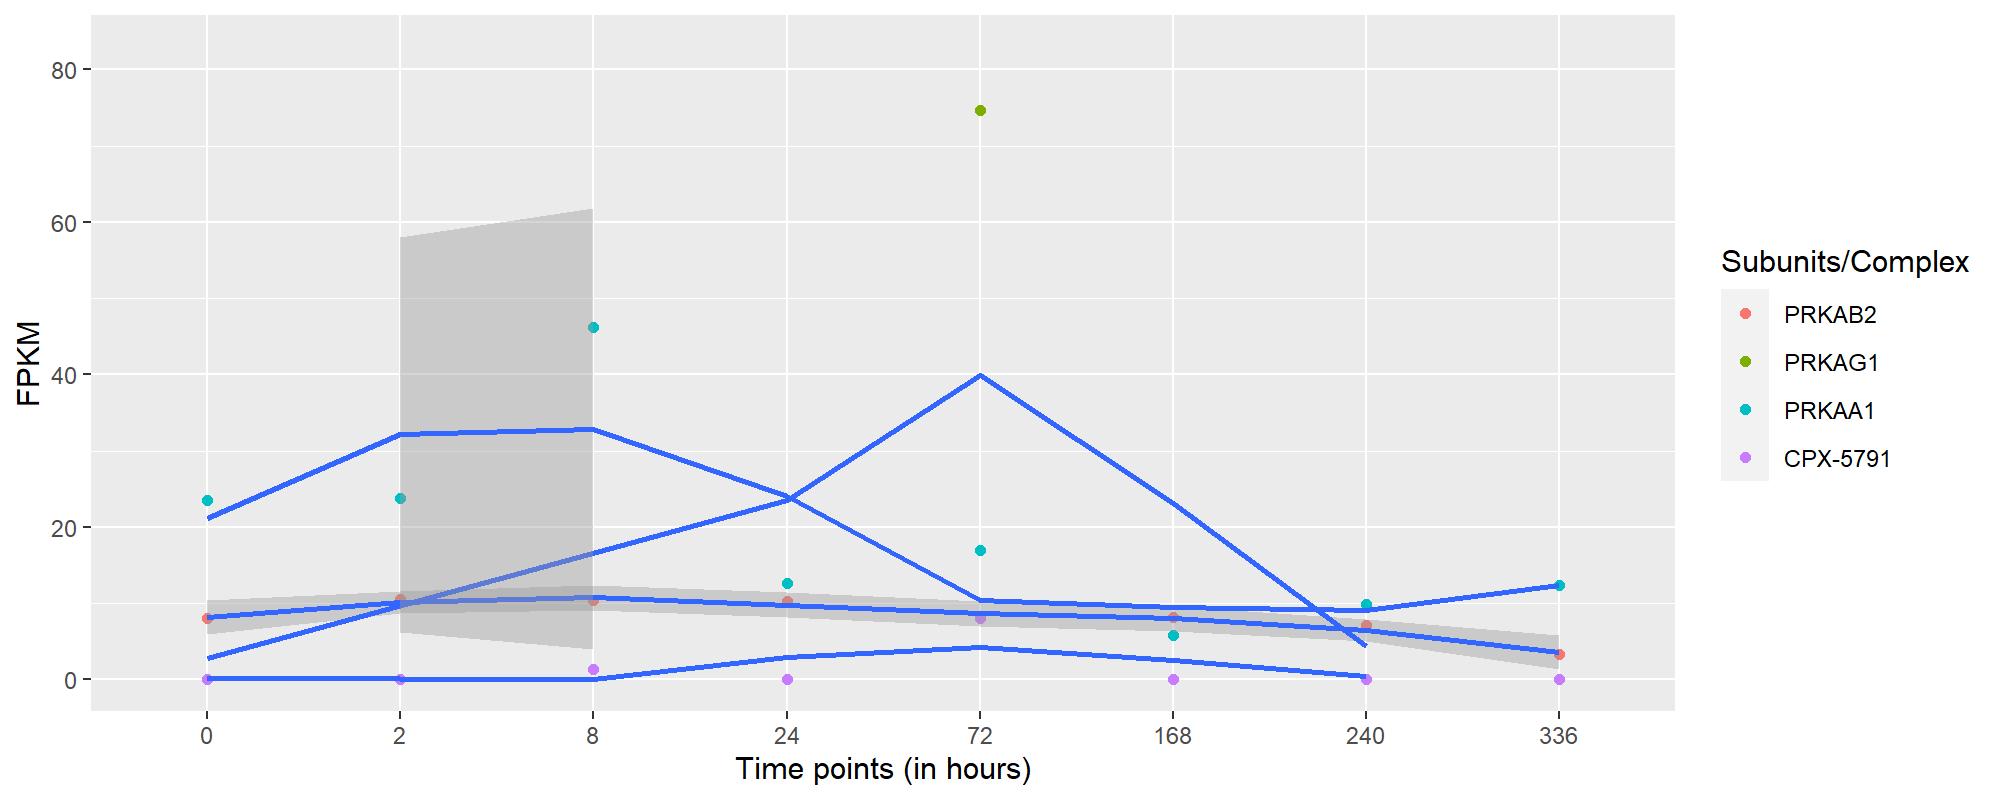 80
60
40
20
0
FPKM
0 2 8 24 72 168 240 336
Time points (in hours)
Subunits/Complex
PRKAB2
PRKAG1
PRKAA1
CPX-5791